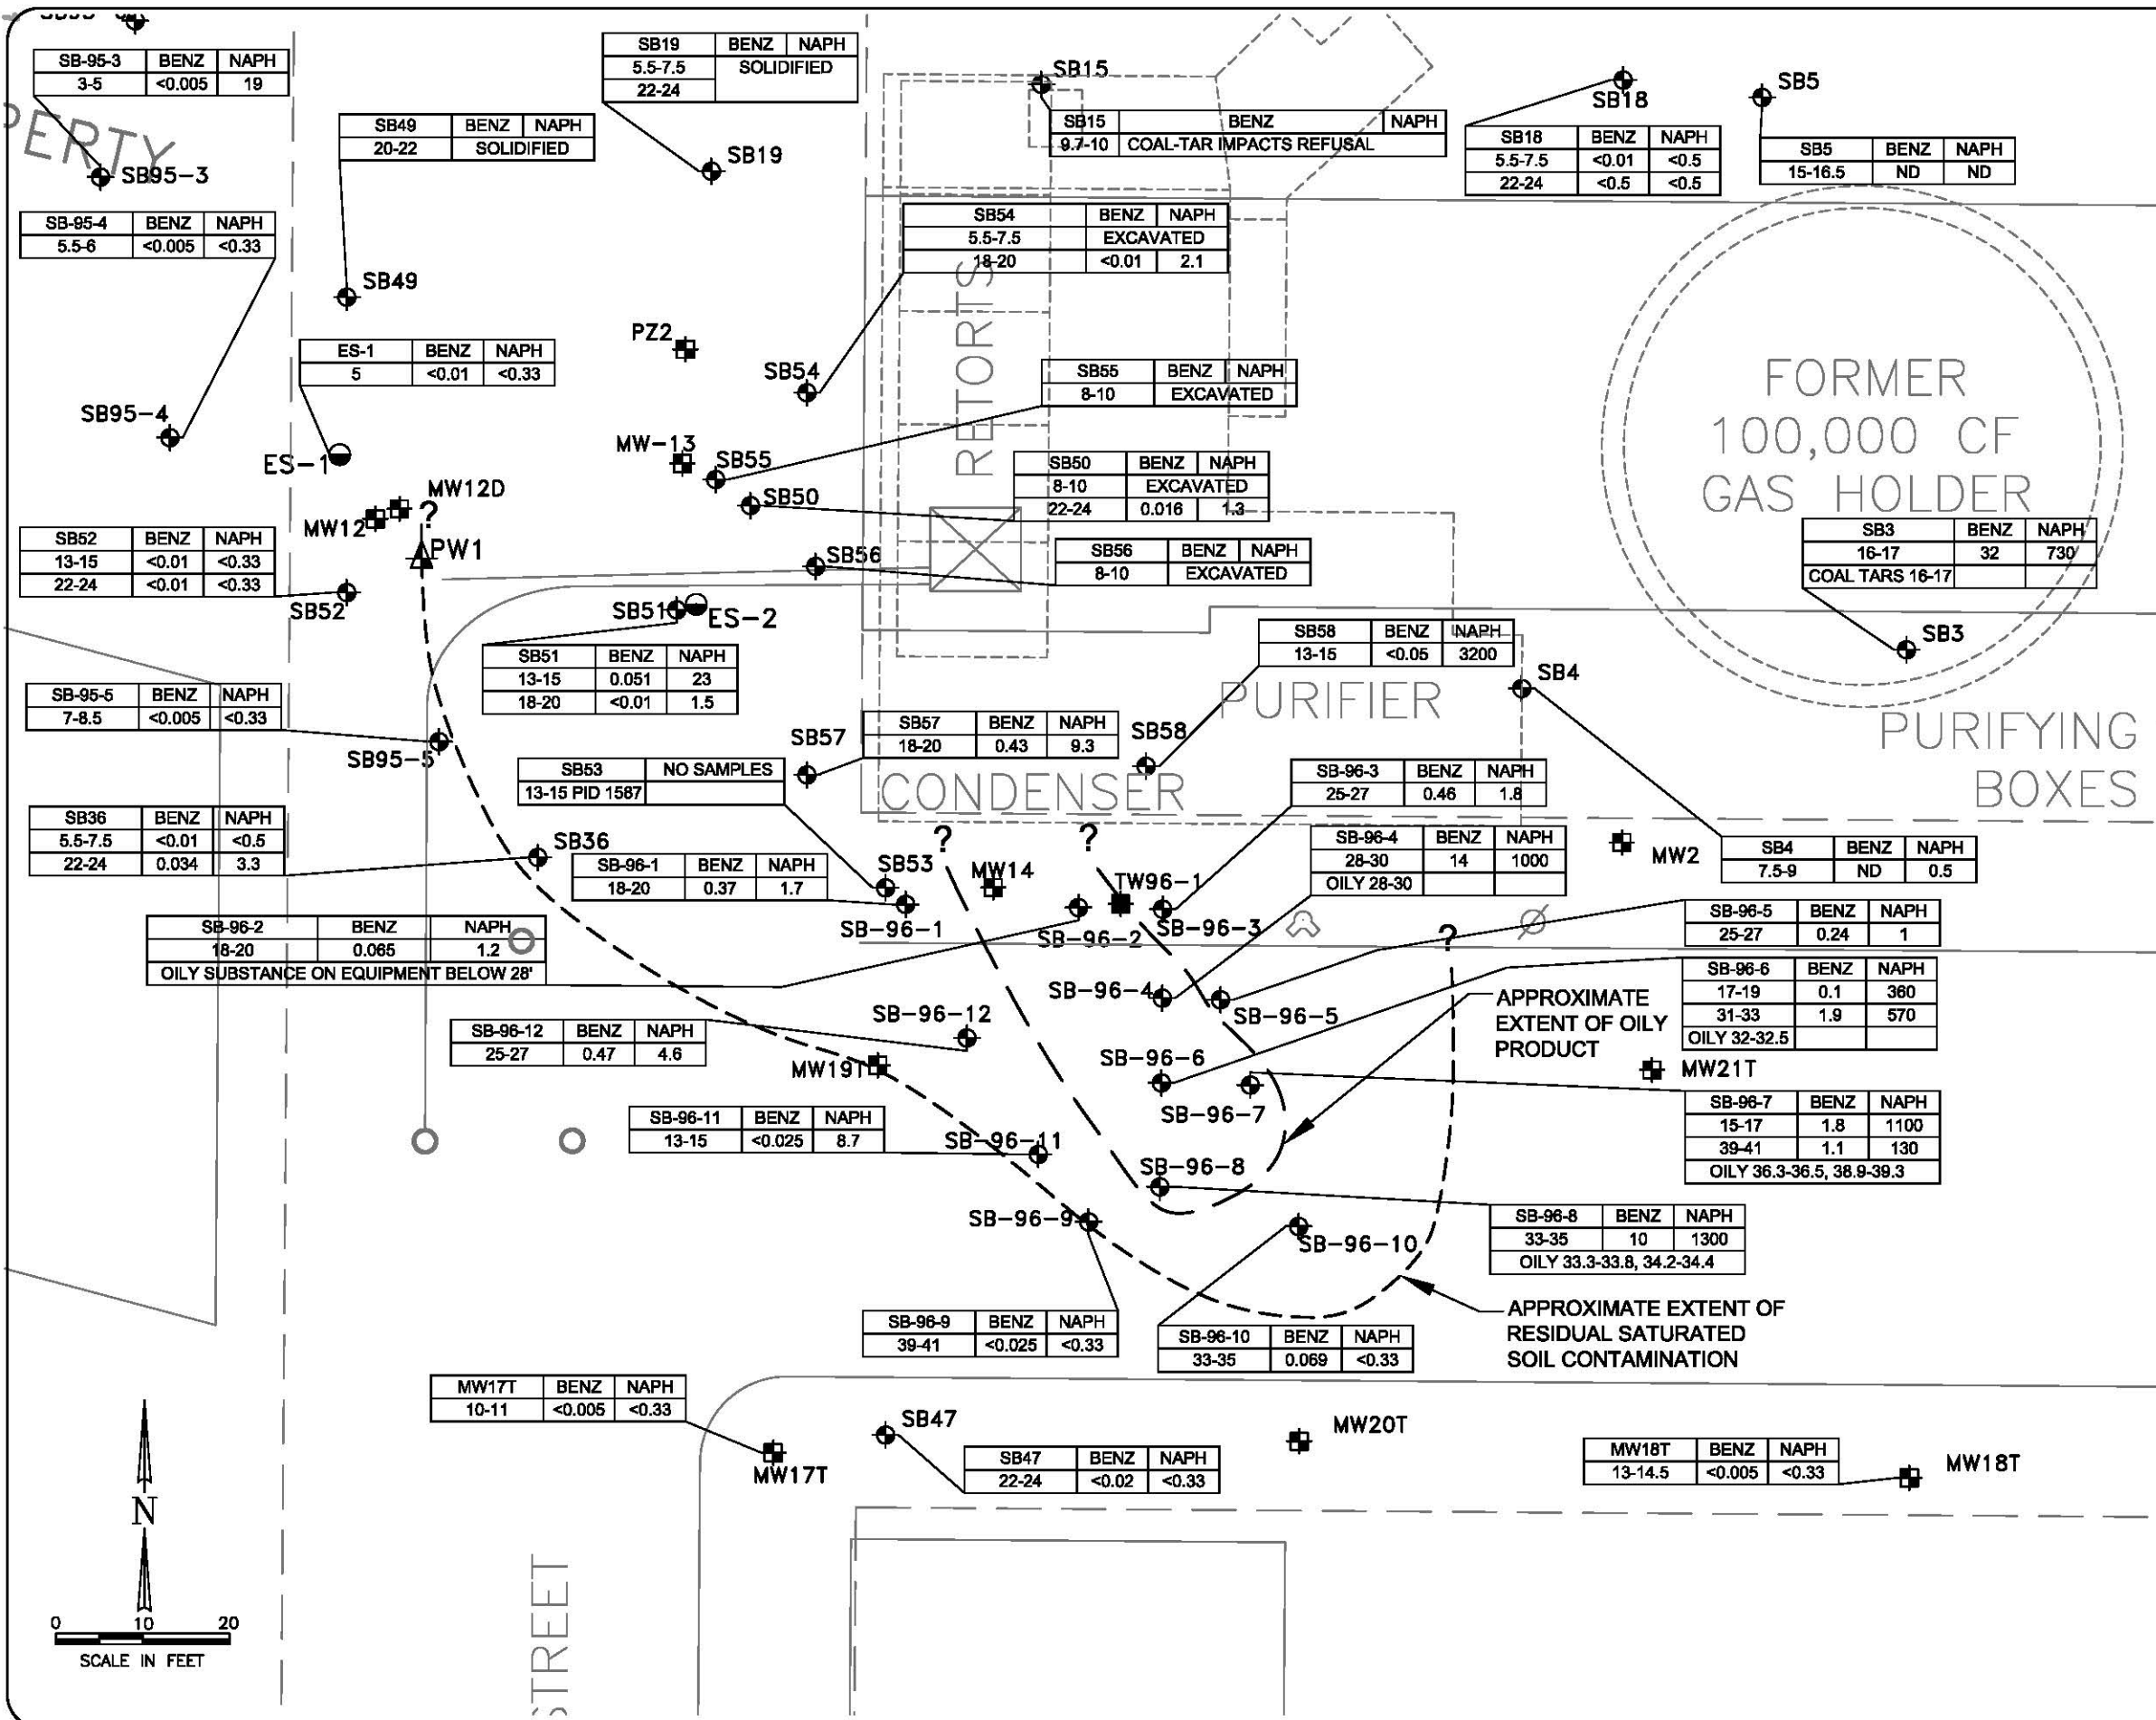 SB-95-3 BENZ NAPH
3-5 <0.005 19
PERTY
SB95-3
SB19 BENZ NAPH
5.5-7.5 SOLIDIFIED
22-24
SB19
SB49 BENZ NAPH
20-22 SOLIDIFIED
SB49
SB15
SB15 BENZ NAPH
9.7-10 COAL-TAR IMPACTS REFUSAL
SB18
SB18 BENZ NAPH
5.5-7.5 <0.01 <0.5
22-24 <0.5 <0.5
SB5
SB5 BENZ NAPH
15-16.5 ND ND
SB-95-4 BENZ NAPH
5.5-6 <0.005 <0.33
SB95-4
SB54 BENZ NAPH
5.5-7.5 EXCAVATED
18-20 <0.01 2.1
SB54
RETORTS
PZ2
ES-1 BENZ NAPH
5 <0.01 <0.33
ES-1
SB55 BENZ NAPH
8-10 EXCAVATED
MW-13
SB55
SB50 BENZ NAPH
8-10 EXCAVATED
22-24 0.016 1.3
SB50
FORMER
100,000 CF
GAS HOLDER
MW12D
?
MW12
PW1
SB52 BENZ NAPH
13-15 <0.01 <0.33
22-24 <0.01 <0.33
SB52
SB56
SB56 BENZ NAPH
8-10 EXCAVATED
SB3 BENZ NAPH
16-17 32 730
COAL TARS 16-17
SB3
SB51
ES-2
SB51 BENZ NAPH
13-15 0.051 23
18-20 <0.01 1.5
SB58 BENZ NAPH
13-15 <0.05 3200
SB58
PURIFIER
SB4
PURIFYING
BOXES
SB-95-5 BENZ NAPH
7-8.5 <0.005 <0.33
SB95-5
SB57
SB57 BENZ NAPH
18-20 0.43 9.3
CONDENSER
SB53 NO SAMPLES
13-15 PID 1587
SB-96-3 BENZ NAPH
25-27 0.46 1.8
SB36 BENZ NAPH
5.5-7.5 <0.01 <0.5
22-24 0.034 3.3
SB36
?
?
SB-96-4 BENZ NAPH
28-30 14 1000
OILY 28-30
MW2
SB4 BENZ NAPH
7.5-9 ND 0.5
SB-96-1 BENZ NAPH
18-20 0.37 1.7
SB53
MW14
TW96-1
SB-96-1
SB-96-2
SB-96-3
SB-96-2 BENZ NAPH
18-20 0.065 1.2
OILY SUBSTANCE ON EQUIPMENT BELOW 28'
?
SB-96-5 BENZ NAPH
25-27 0.24 1
SB-96-6 BENZ NAPH
17-19 0.1 360
31-33 1.9 570
OILY 32-32.5
SB-96-4
SB-96-5
APPROXIMATE
EXTENT OF OILY
PRODUCT
SB-96-12
SB-96-12 BENZ NAPH
25-27 0.47 4.6
MW19T
SB-96-6
SB-96-7
MW21T
SB-96-7 BENZ NAPH
15-17 1.8 1100
39-41 1.1 130
OILY 36.3-36.5, 38.9-39.3
SB-96-11 BENZ NAPH
13-15 <0.025 8.7
SB-96-11
SB-96-8
SB-96-9
SB-96-10
SB-96-8 BENZ NAPH
33-35 10 1300
OILY 33.3-33.8, 34.2-34.4
SB-96-9 BENZ NAPH
39-41 <0.025 <0.33
SB-96-10 BENZ NAPH
33-35 0.069 <0.33
APPROXIMATE EXTENT OF
RESIDUAL SATURATED
SOIL CONTAMINATION
MW17T BENZ NAPH
10-11 <0.005 <0.33
MW17T
SB47
SB47 BENZ NAPH
22-24 <0.02 <0.33
MW20T
MW18T BENZ NAPH
13-14.5 <0.005 <0.33
MW18T
N
0 10 20
SCALE IN FEET
STREET